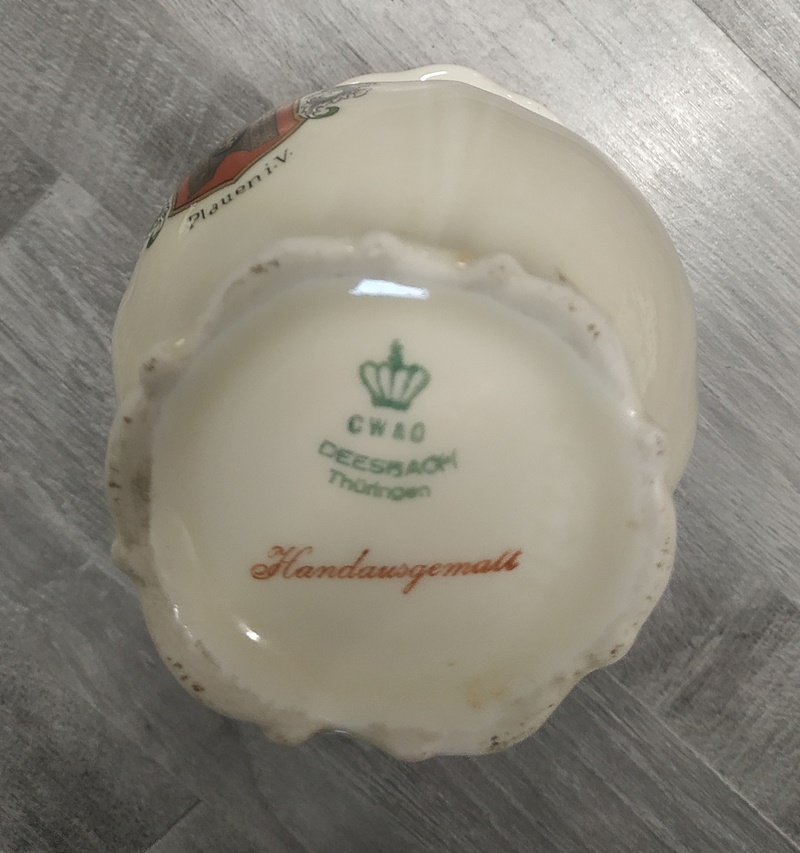 Plauen i.V.
CW&O
DEESBACH
Thüringen
Handausgemalt